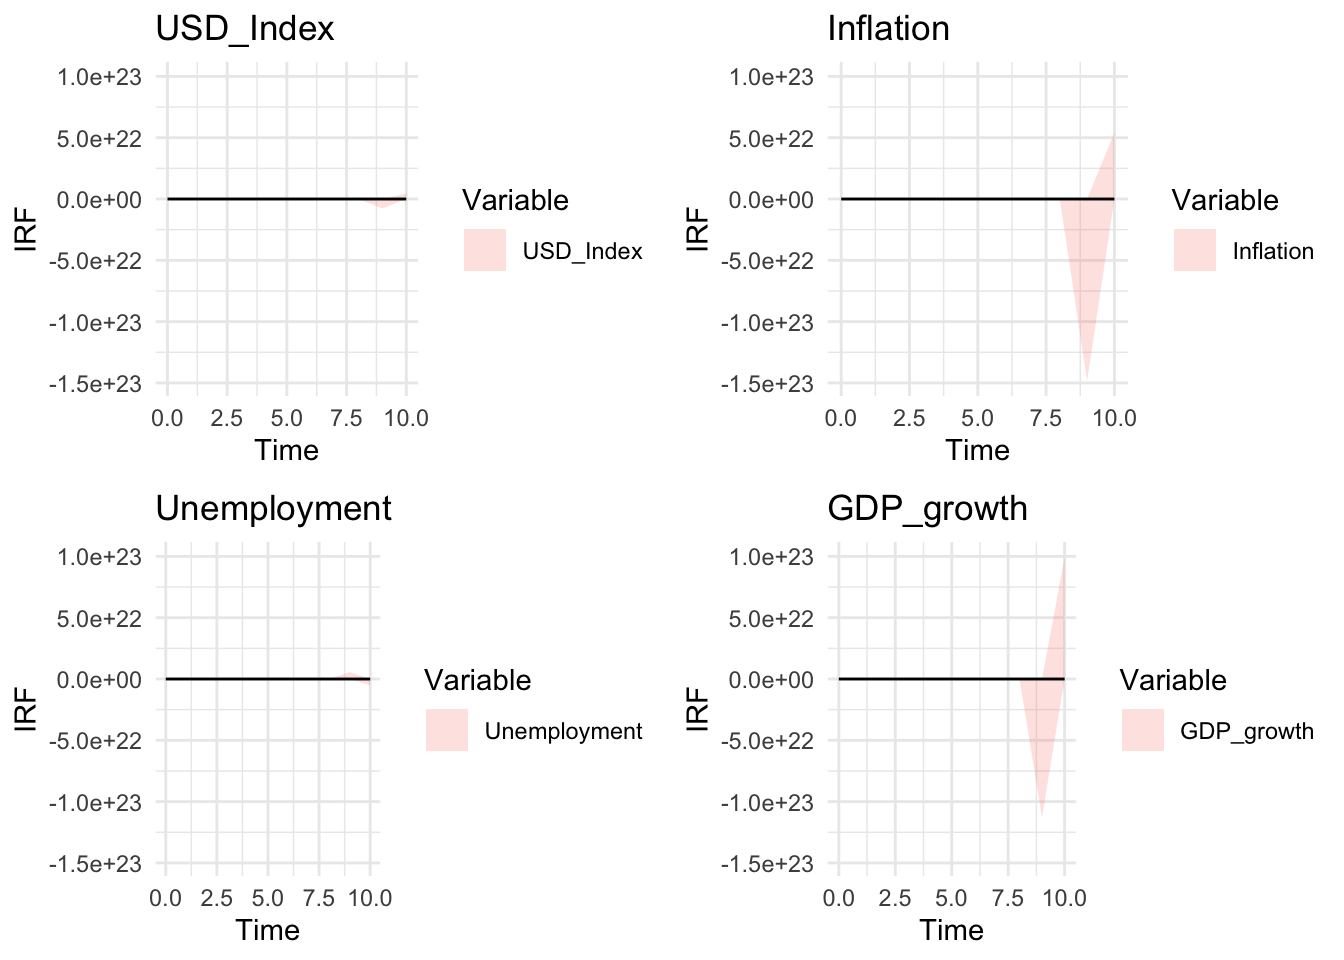 USD_Index
1.0e+23
5.0e+22
0.0e+00
-5.0e+22
-1.0e+23
-1.5e+23
IRF
0.0 2.5 5.0 7.5 10.0
Time
Variable
USD_Index
Inflation
1.0e+23
5.0e+22
0.0e+00
-5.0e+22
-1.0e+23
-1.5e+23
IRF
0.0 2.5 5.0 7.5 10.0
Time
Variable
Inflation
Unemployment
1.0e+23
5.0e+22
0.0e+00
-5.0e+22
-1.0e+23
-1.5e+23
IRF
0.0 2.5 5.0 7.5 10.0
Time
Variable
Unemployment
GDP_growth
1.0e+23
5.0e+22
0.0e+00
-5.0e+22
-1.0e+23
-1.5e+23
IRF
0.0 2.5 5.0 7.5 10.0
Time
Variable
GDP_growth